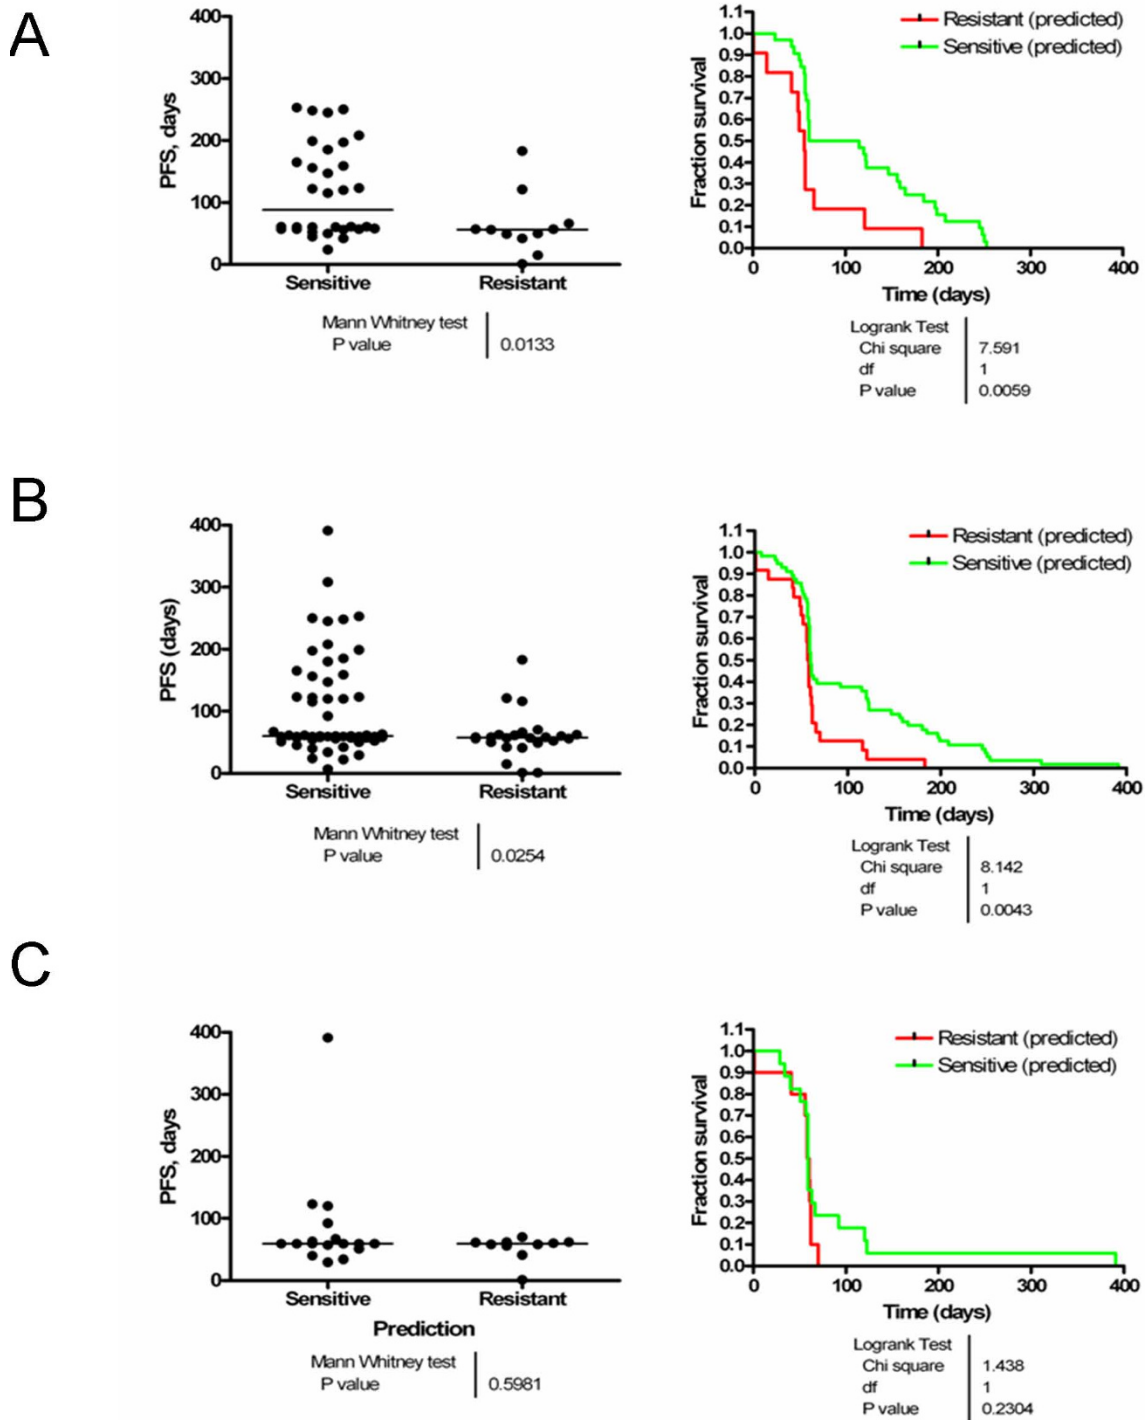 A
400
300
200
100
0
PFS, days
Sensitive
Resistant
Mann Whitney test
P value
0.0133
1.1
1.0
0.9
0.8
0.7
0.6
0.5
0.4
0.3
0.2
0.1
0.0
Fraction survival
Resistant (predicted)
Sensitive (predicted)
0
100
200
300
400
Time (days)
Logrank Test
Chi square
7.591
df
1
P value
0.0059
B
400
300
200
100
0
PFS (days)
Sensitive
Resistant
Mann Whitney test
P value
0.0254
1.1
1.0
0.9
0.8
0.7
0.6
0.5
0.4
0.3
0.2
0.1
0.0
Fraction survival
Resistant (predicted)
Sensitive (predicted)
0
100
200
300
400
Time (days)
Logrank Test
Chi square
8.142
df
1
P value
0.0043
C
400
300
200
100
0
PFS, days
Sensitive
Resistant
Prediction
Mann Whitney test
P value
0.5981
1.1
1.0
0.9
0.8
0.7
0.6
0.5
0.4
0.3
0.2
0.1
0.0
Fraction survival
Resistant (predicted)
Sensitive (predicted)
0
100
200
300
400
Time (days)
Logrank Test
Chi square
1.438
df
1
P value
0.2304